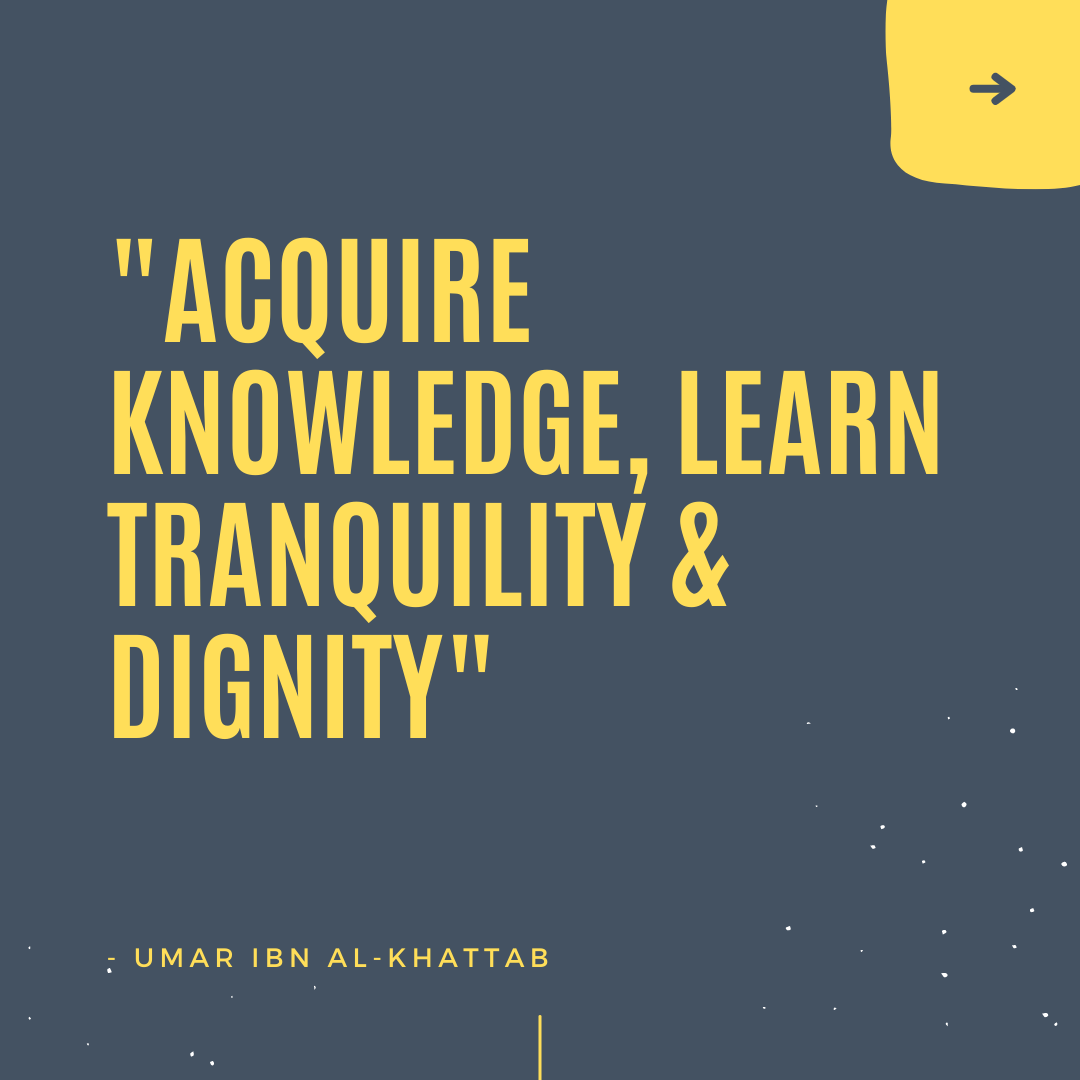 "ACQUIRE
KNOWLEDGE, LEARN
TRANQUILITY &
DIGNITY"
- UMAR IBN AL-KHATTAB